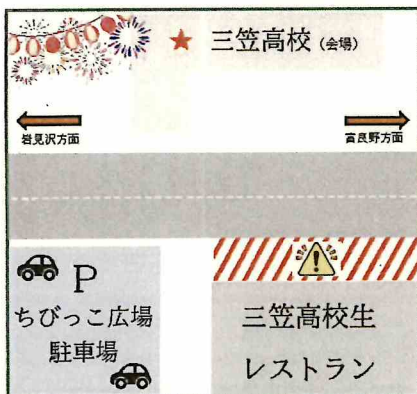 三笠高校 (会場)
岩見沢方面
富良野方面
P
ちびっこ広場
駐車場
三笠高校生
レストラン